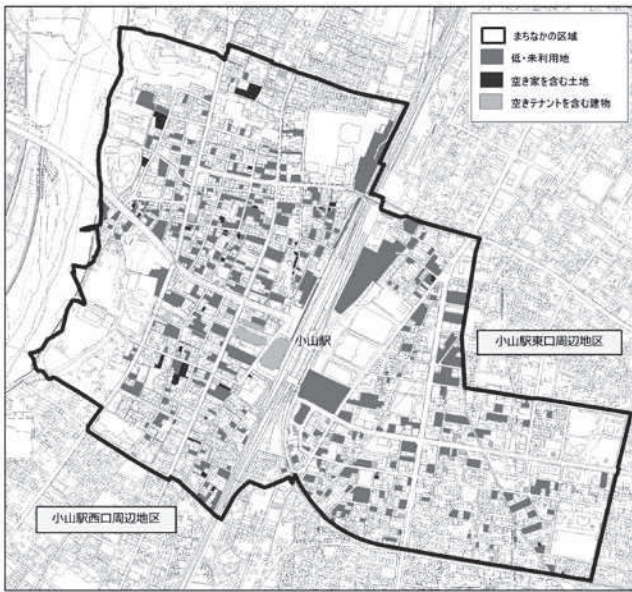 まちなかの区域
低・未利用地
空き家を含む土地
空きテナントを含む建物
小山駅
小山駅東口周辺地区
小山駅西口周辺地区